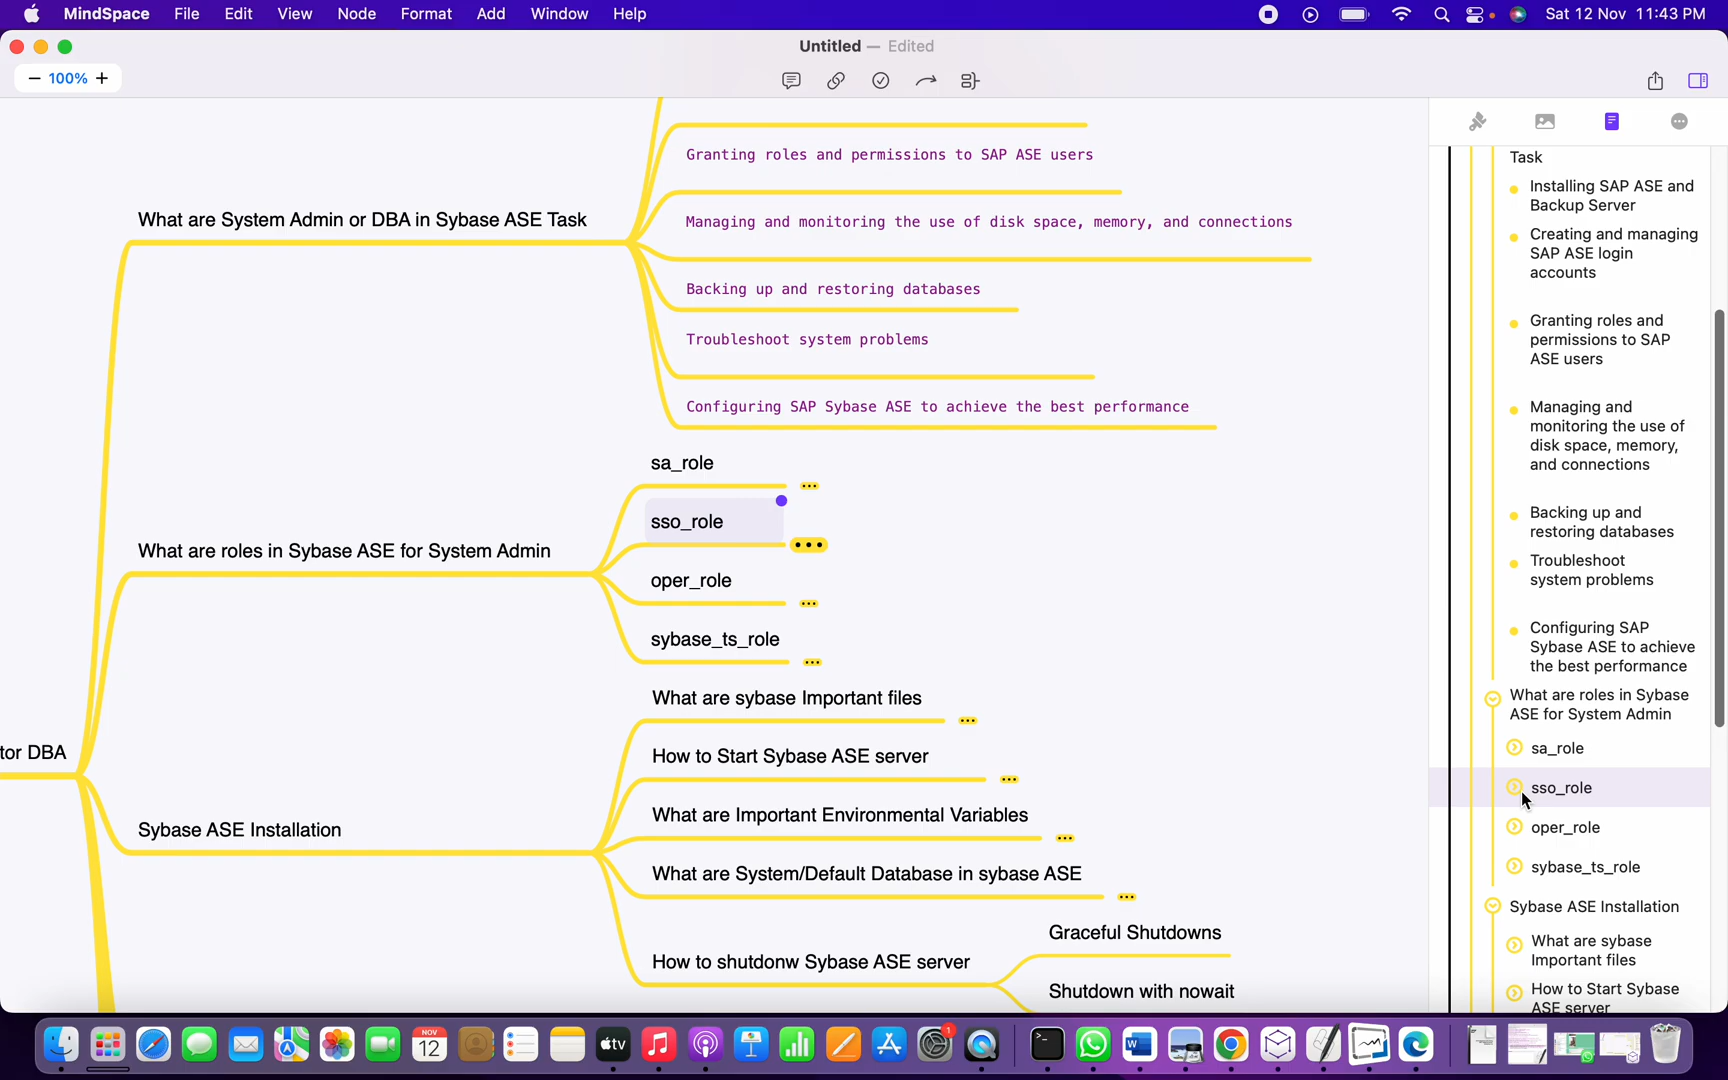 MindSpace File Edit View Node Format Add Window Help Sat 12 Nov 11:43 PM
Untitled — Edited
− 100% +
Granting roles and permissions to SAP ASE users
What are System Admin or DBA in Sybase ASE Task
Managing and monitoring the use of disk space, memory, and connections
Backing up and restoring databases
Troubleshoot system problems
Configuring SAP Sybase ASE to achieve the best performance
sa_role
sso_role
What are roles in Sybase ASE for System Admin
oper_role
sybase_ts_role
What are sybase Important files
tor DBA
How to Start Sybase ASE server
What are Important Environmental Variables
Sybase ASE Installation
What are System/Default Database in sybase ASE
Graceful Shutdowns
How to shutdonw Sybase ASE server
Shutdown with nowait
Task
Installing SAP ASE and
Backup Server
Creating and managing
SAP ASE login
accounts
Granting roles and
permissions to SAP
ASE users
Managing and
monitoring the use of
disk space, memory,
and connections
Backing up and
restoring databases
Troubleshoot
system problems
Configuring SAP
Sybase ASE to achieve
the best performance
What are roles in Sybase
ASE for System Admin
sa_role
sso_role
oper_role
sybase_ts_role
Sybase ASE Installation
What are sybase
Important files
How to Start Sybase
ASE server
NOV
12
tv
1